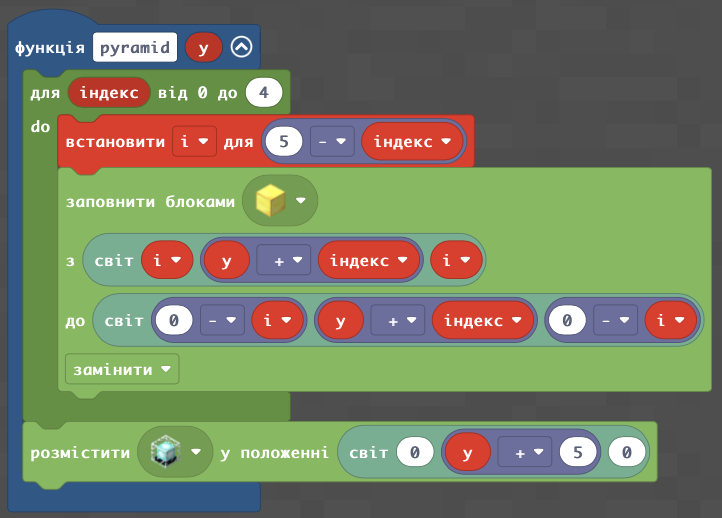 функція pyramid y
для індекс від 0 до 4
do
встановити i для 5 - індекс
заповнити блоками
з світ i y + індекс i
до світ 0 - i y + індекс 0 - i
замінити
розмістити у положенні світ 0 y + 5 0